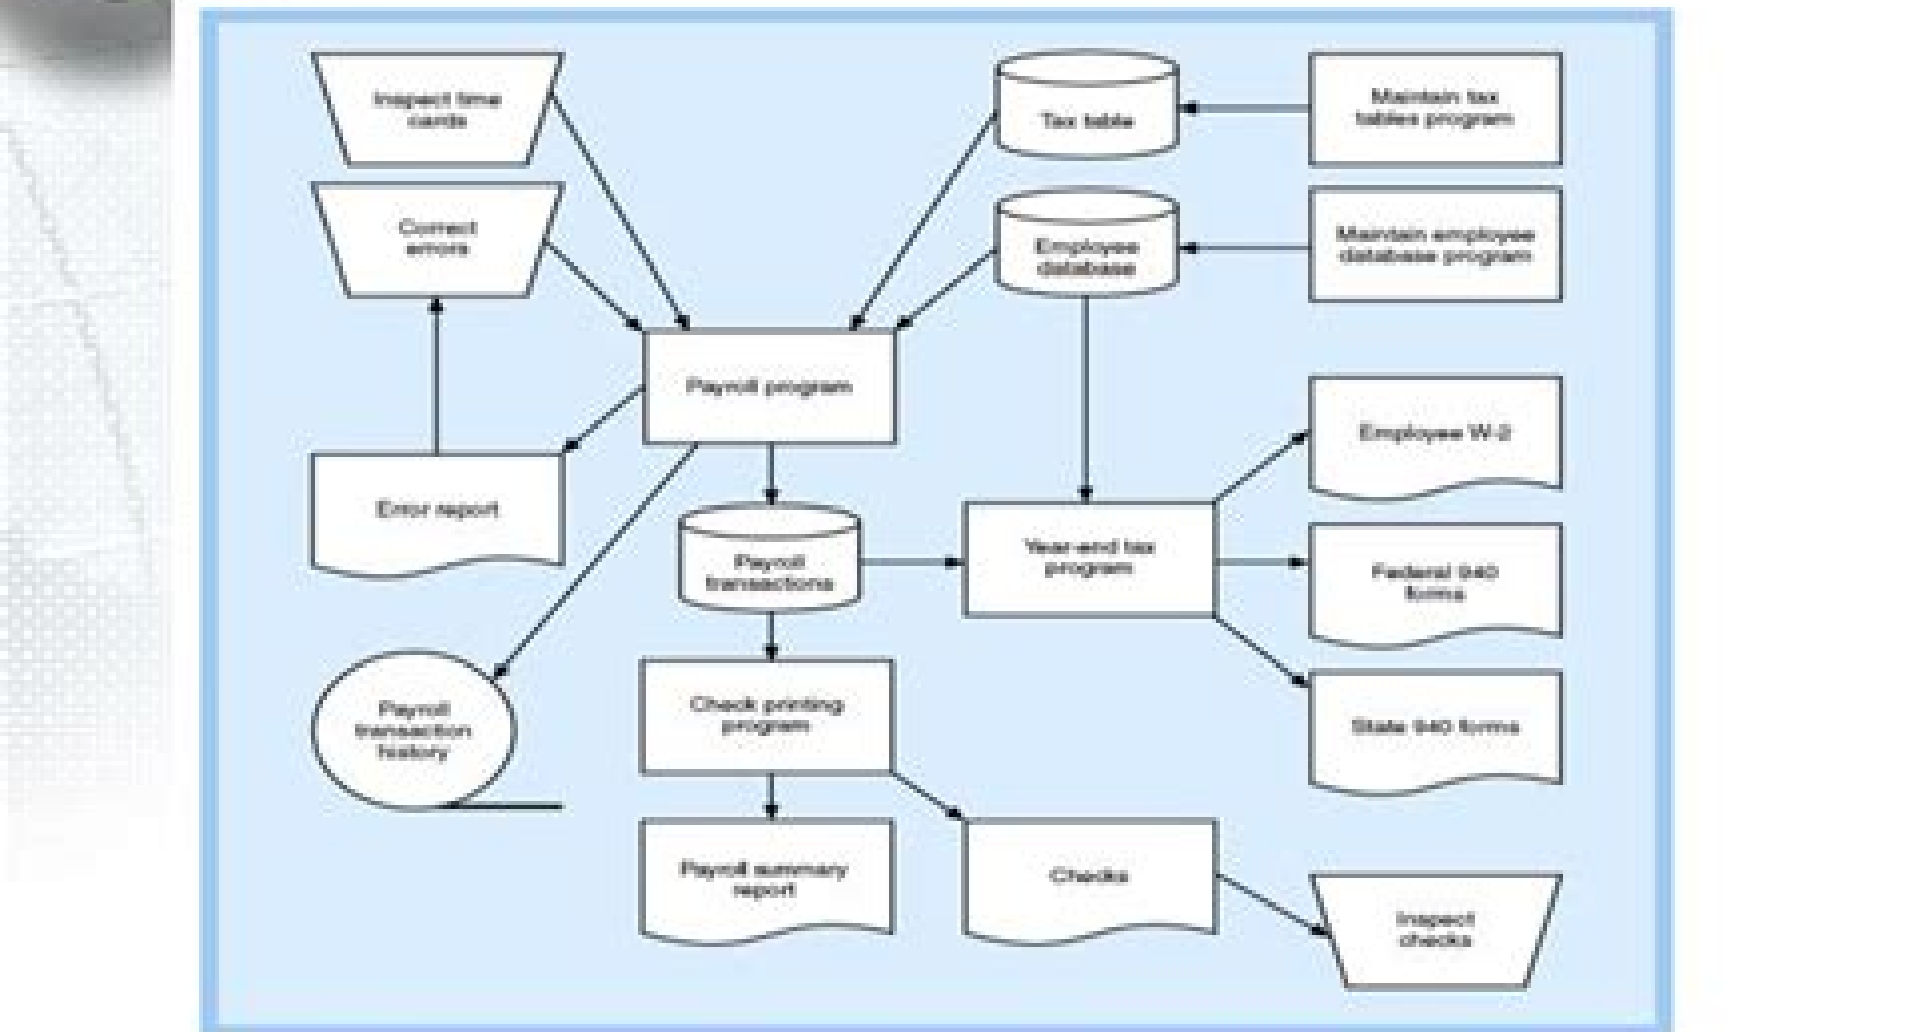 Inspect time
cards
Tax table
Maintain tax
tables program
Correct
errors
Employee
database
Maintain employee
database program
Payroll program
Employee W-2
Error report
Payroll
transactions
Year-end tax
program
Federal 940
forms
Payroll
transaction
history
Check printing
program
State 940 forms
Payroll summary
report
Checks
Inspect
checks